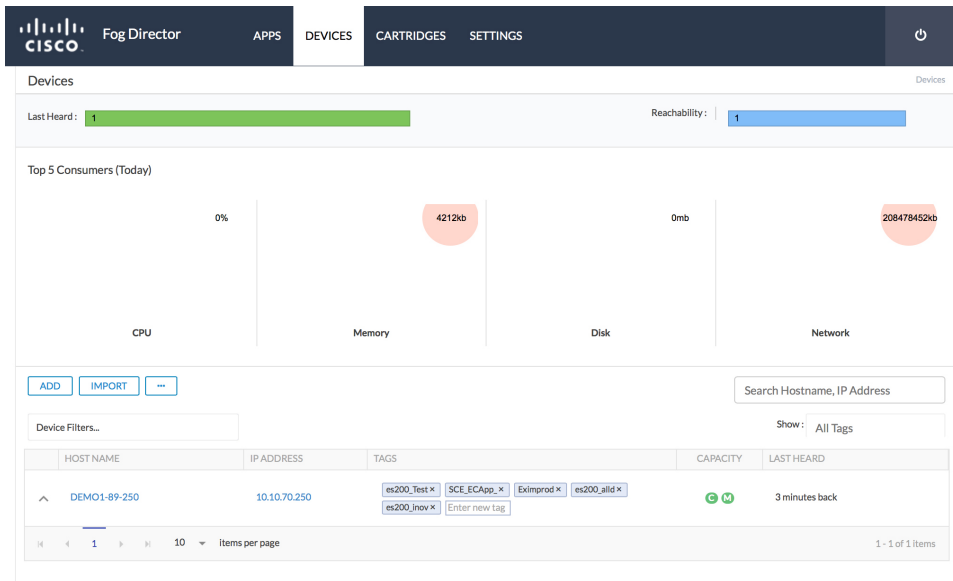 CISCO
Fog Director
APPS
DEVICES
CARTRIDGES
SETTINGS
Devices
Devices
Last Heard :
1
Reachability :
1
Top 5 Consumers (Today)
0%
4212kb
0mb
208478452kb
CPU
Memory
Disk
Network
ADD
IMPORT
...
Search Hostname, IP Address
Device Filters...
Show :
All Tags
HOST NAME
IP ADDRESS
TAGS
CAPACITY
LAST HEARD
DEMO1-89-250
10.10.70.250
es200_Test ×
SCE_ECApp_ ×
Eximprod ×
es200_alld ×
es200_inov ×
Enter new tag
C
M
3 minutes back
1
10
items per page
1 - 1 of 1 items